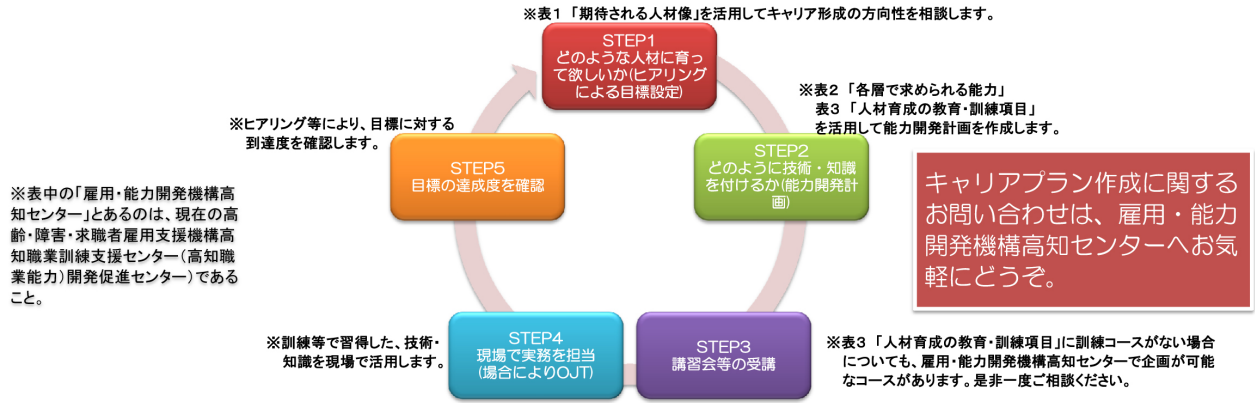 ※表１ 「期待される人材像」を活用してキャリア形成の方向性を相談します。
STEP1
どのような人材に育っ
て欲しいか(ヒアリング
による目標設定)
※表２ 「各層で求められる能力」
表３ 「人材育成の教育・訓練項目」
を活用して能力開発計画を作成します。
STEP2
どのように技術・知識
を付けるか(能力開発計
画)
キャリアプラン作成に関する
お問い合わせは、雇用・能力
開発機構高知センターへお気
軽にどうぞ。
STEP3
講習会等の受講
※表３ 「人材育成の教育・訓練項目」に訓練コースがない場合
についても、雇用・能力開発機構高知センターで企画が可能
なコースがあります。是非一度ご相談ください。
STEP4
現場で実務を担当
(場合によりOJT)
※訓練等で習得した、技術・
知識を現場で活用します。
STEP5
目標の達成度を確認
※ヒアリング等により、目標に対する
到達度を確認します。
※表中の「雇用・能力開発機構高
知センター」とあるのは、現在の高
齢・障害・求職者雇用支援機構高
知職業訓練支援センター（高知職
業能力）開発促進センター）である
こと。